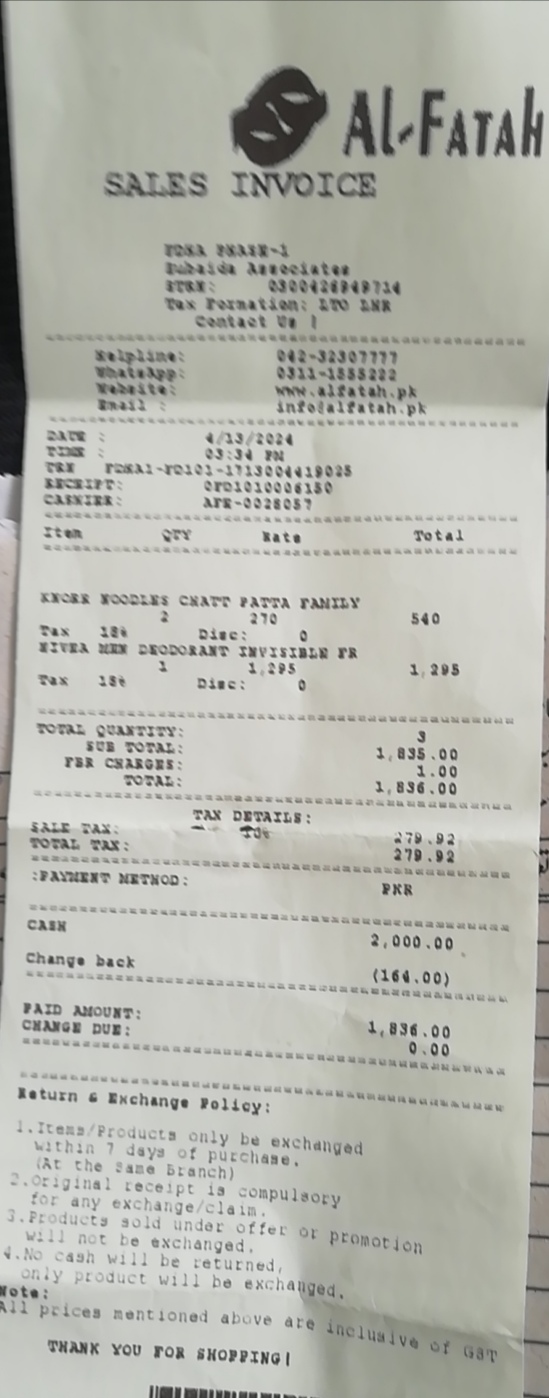 AL-FATAH
SALES INVOICE
PDHA PHASE-1
Zubaida Associates
STRN: 0300426949714
Tax Formation: LTO LHR
Contact Us !
Helpline: 042-32307777
WhatsApp: 0311-1555222
Website: www.alfatah.pk
Email : info@alfatah.pk
DATE : 4/13/2024
TIME : 03:34 PM
TRX PDHA1-PD101-1713004419025
RECEIPT: 0PD1010006150
CASHIER: AFE-0028057
Item QTY Rate Total
KNORR NOODLES CHATT PATTA FAMILY
2 270 540
Tax 18% Disc: 0
NIVEA MEN DEODORANT INVISIBLE FR
1 1,295 1,295
Tax 18% Disc: 0
TOTAL QUANTITY: 3
SUB TOTAL: 1,835.00
FBR CHARGES: 1.00
TOTAL: 1,836.00
TAX DETAILS:
SALE TAX: 279.92
TOTAL TAX: 279.92
:PAYMENT METHOD: PKR
CASH 2,000.00
Change back (164.00)
PAID AMOUNT: 1,836.00
CHANGE DUE: 0.00
Return & Exchange Policy:
1.Items/Products only be exchanged
within 7 days of purchase.
(At the Same Branch)
2.Original receipt is compulsory
for any exchange/claim.
3.Products sold under offer or promotion
will not be exchanged.
4.No cash will be returned,
only product will be exchanged.
Note:
All prices mentioned above are inclusive of GST
THANK YOU FOR SHOPPING!